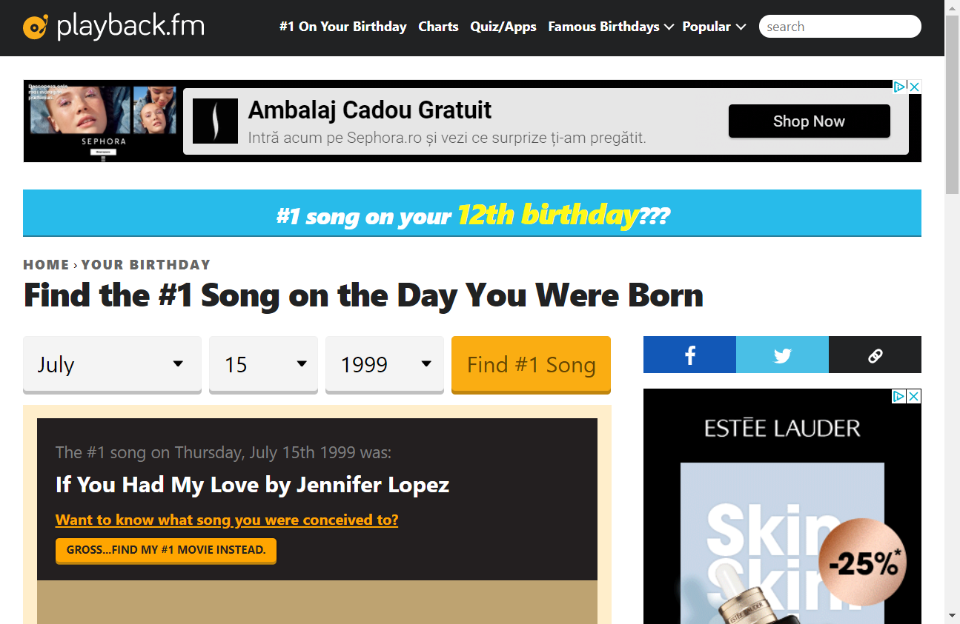 playback.fm
#1 On Your Birthday Charts Quiz/Apps Famous Birthdays Popular search
SEPHORA
Ambalaj Cadou Gratuit
Intră acum pe Sephora.ro și vezi ce surprize ți-am pregătit.
Shop Now
#1 song on your 12th birthday???
HOME › YOUR BIRTHDAY
Find the #1 Song on the Day You Were Born
July 15 1999 Find #1 Song
The #1 song on Thursday, July 15th 1999 was:
If You Had My Love by Jennifer Lopez
Want to know what song you were conceived to?
GROSS...FIND MY #1 MOVIE INSTEAD.
ESTĒE LAUDER
Skin
Skin
-25%*